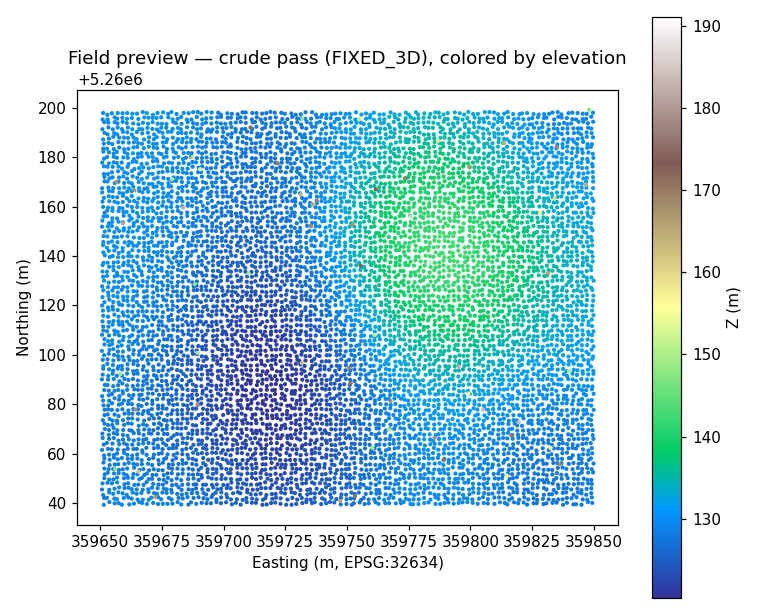 Field preview — crude pass (FIXED_3D), colored by elevation
+5.26e6
200
180
160
140
120
100
80
60
40
Northing (m)
359650 359675 359700 359725 359750 359775 359800 359825 359850
Easting (m, EPSG:32634)
190
180
170
160
150
140
130
Z (m)